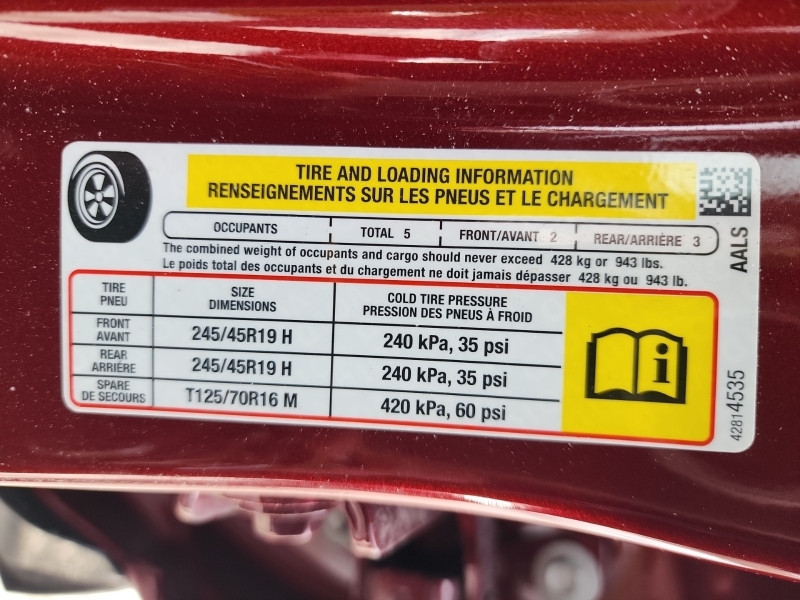 TIRE AND LOADING INFORMATION
RENSEIGNEMENTS SUR LES PNEUS ET LE CHARGEMENT
OCCUPANTS TOTAL 5 FRONT/AVANT 2 REAR/ARRIÈRE 3
The combined weight of occupants and cargo should never exceed 428 kg or 943 lbs.
Le poids total des occupants et du chargement ne doit jamais dépasser 428 kg ou 943 lb.
AALS
TIRE SIZE COLD TIRE PRESSURE
PNEU DIMENSIONS PRESSION DES PNEUS À FROID
FRONT
AVANT 245/45R19 H 240 kPa, 35 psi
REAR
ARRIÈRE 245/45R19 H 240 kPa, 35 psi
SPARE
DE SECOURS T125/70R16 M 420 kPa, 60 psi
i
42814535